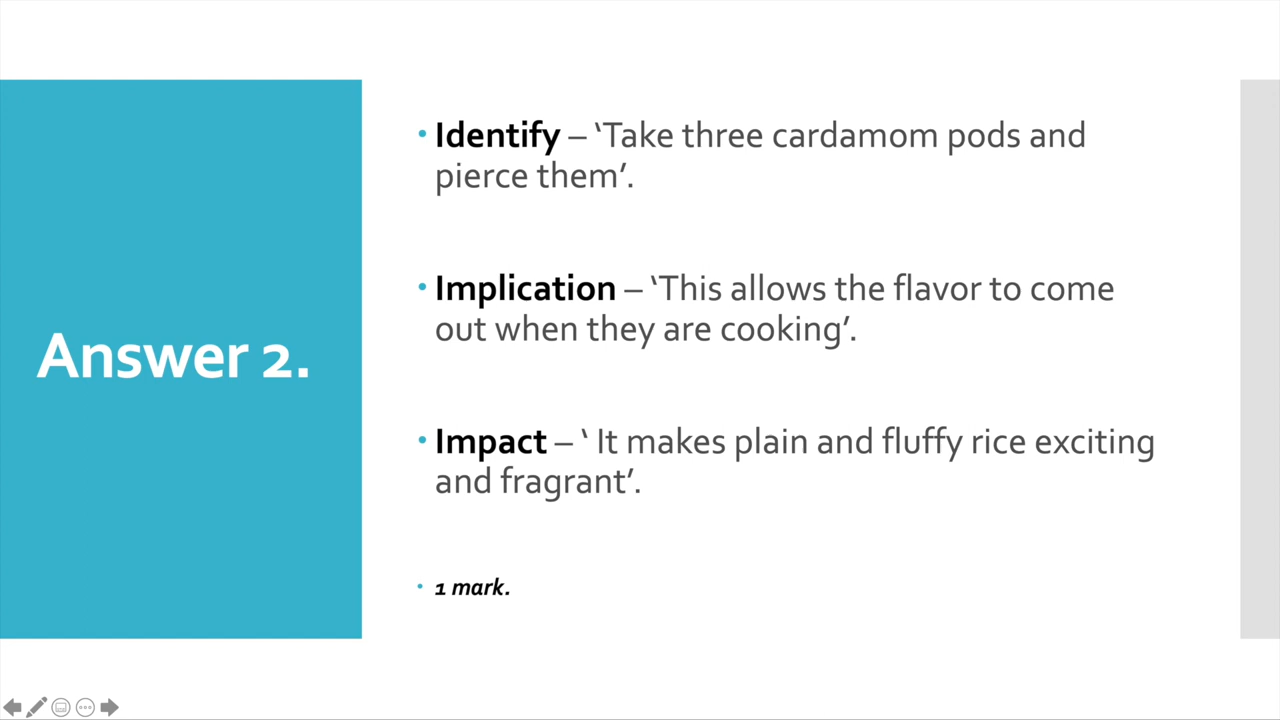 Answer 2.
Identify – ‘Take three cardamom pods and
pierce them’.
Implication – ‘This allows the flavor to come
out when they are cooking’.
Impact – ‘ It makes plain and fluffy rice exciting
and fragrant’.
1 mark.